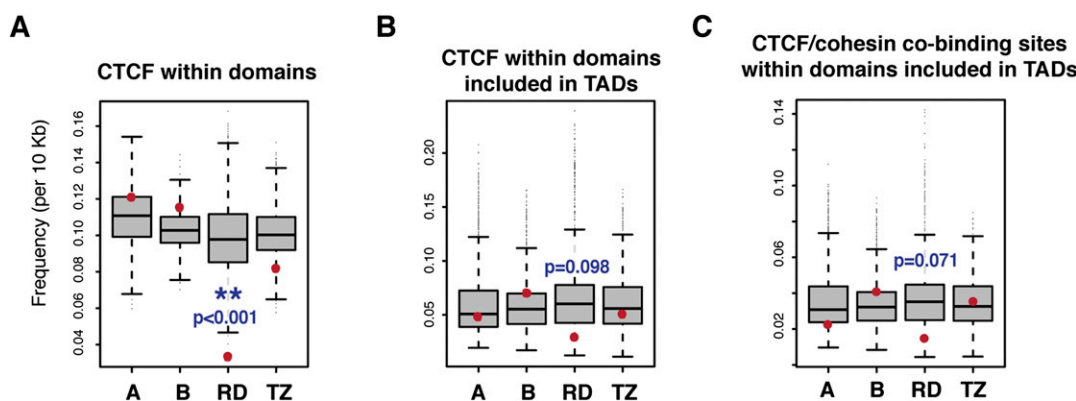 A
CTCF within domains
Frequency (per 10 Kb)
0.16
0.14
0.12
0.10
0.08
0.06
0.04
**
p<0.001
A B RD TZ
B
CTCF within domains
included in TADs
0.20
0.15
0.10
0.05
p=0.098
A B RD TZ
C
CTCF/cohesin co-binding sites
within domains included in TADs
0.14
0.10
0.06
0.02
p=0.071
A B RD TZ